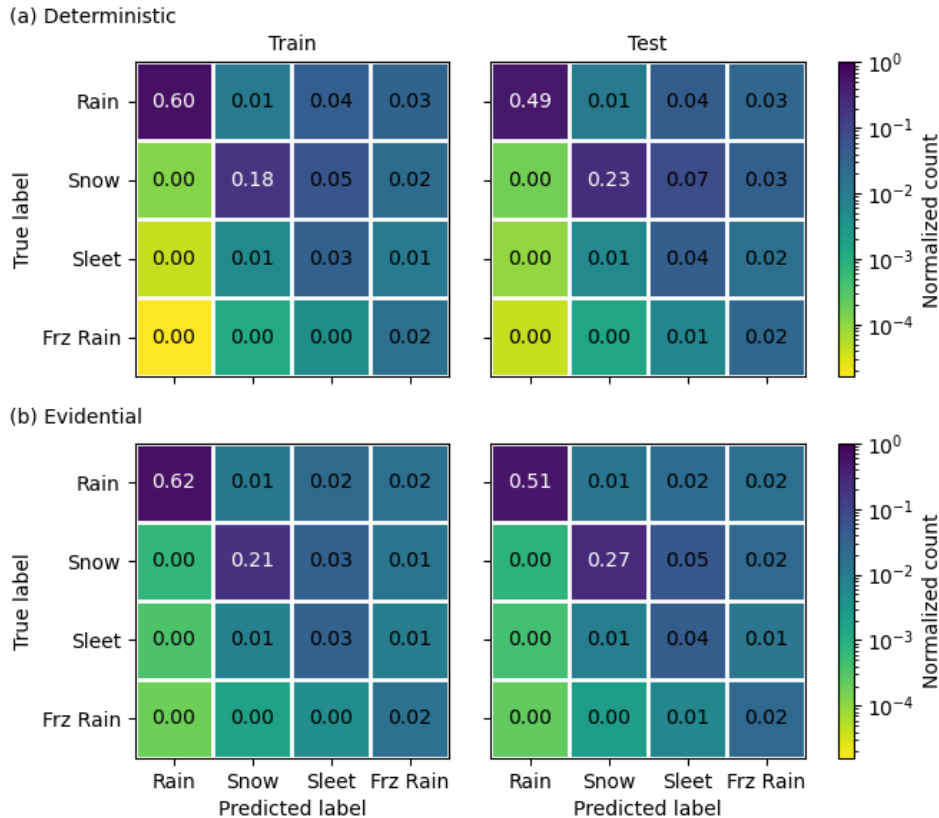 (a) Deterministic
Train
Test
True label
Rain
0.60 0.01 0.04 0.03
0.49 0.01 0.04 0.03
Snow
0.00 0.18 0.05 0.02
0.00 0.23 0.07 0.03
Sleet
0.00 0.01 0.03 0.01
0.00 0.01 0.04 0.02
Frz Rain
0.00 0.00 0.00 0.02
0.00 0.00 0.01 0.02
10^0
10^-1
10^-2
10^-3
10^-4
Normalized count
(b) Evidential
True label
Rain
0.62 0.01 0.02 0.02
0.51 0.01 0.02 0.02
Snow
0.00 0.21 0.03 0.01
0.00 0.27 0.05 0.02
Sleet
0.00 0.01 0.03 0.01
0.00 0.01 0.04 0.01
Frz Rain
0.00 0.00 0.00 0.02
0.00 0.00 0.01 0.02
10^0
10^-1
10^-2
10^-3
10^-4
Normalized count
Rain Snow Sleet Frz Rain
Predicted label
Rain Snow Sleet Frz Rain
Predicted label